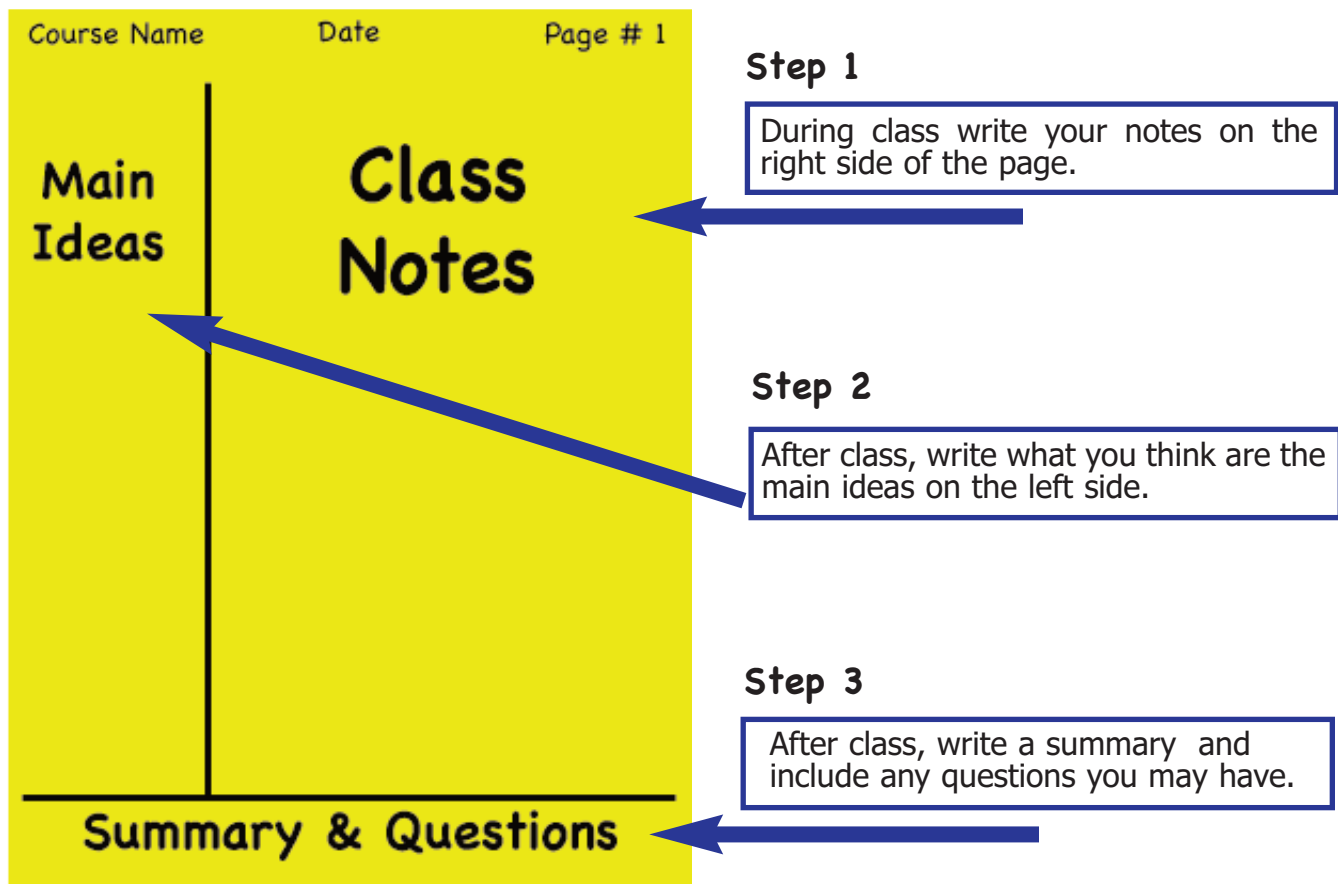 Course Name Date Page # 1
Main
Ideas
Class
Notes
Summary & Questions
Step 1
During class write your notes on the
right side of the page.
Step 2
After class, write what you think are the
main ideas on the left side.
Step 3
After class, write a summary and
include any questions you may have.